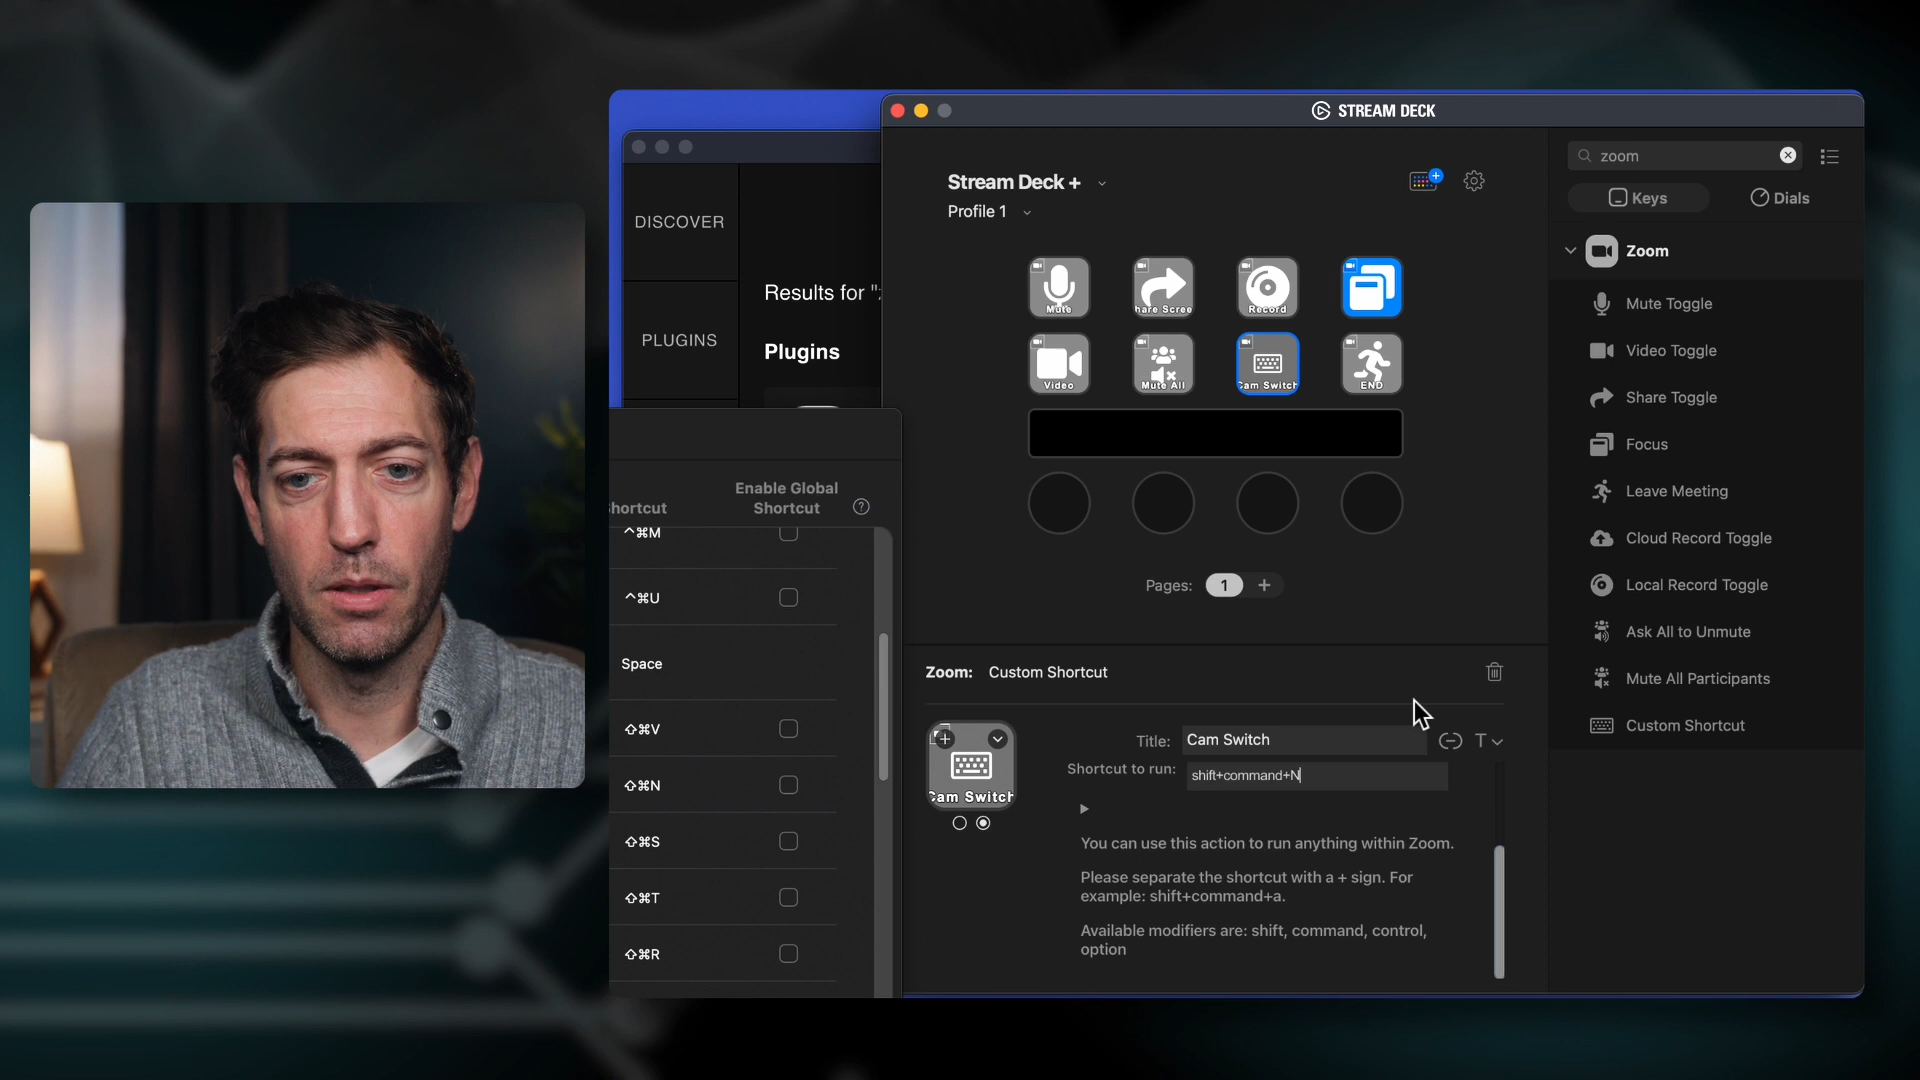 STREAM DECK
DISCOVER
PLUGINS
Results for "
Plugins
Stream Deck +
Profile 1
Mute
hare Scree
Record
Video
Mute All
Cam Switch
END
Pages: 1 +
zoom
Keys
Dials
Zoom
Mute Toggle
Video Toggle
Share Toggle
Focus
Leave Meeting
Cloud Record Toggle
Local Record Toggle
Ask All to Unmute
Mute All Participants
Custom Shortcut
hortcut
Enable Global
Shortcut
?
^⌘M
^⌘U
Space
⇧⌘V
⇧⌘N
⇧⌘S
⇧⌘T
⇧⌘R
Zoom: Custom Shortcut
Cam Switch
Title: Cam Switch
T
Shortcut to run: shift+command+N
You can use this action to run anything within Zoom.
Please separate the shortcut with a + sign. For
example: shift+command+a.
Available modifiers are: shift, command, control,
option